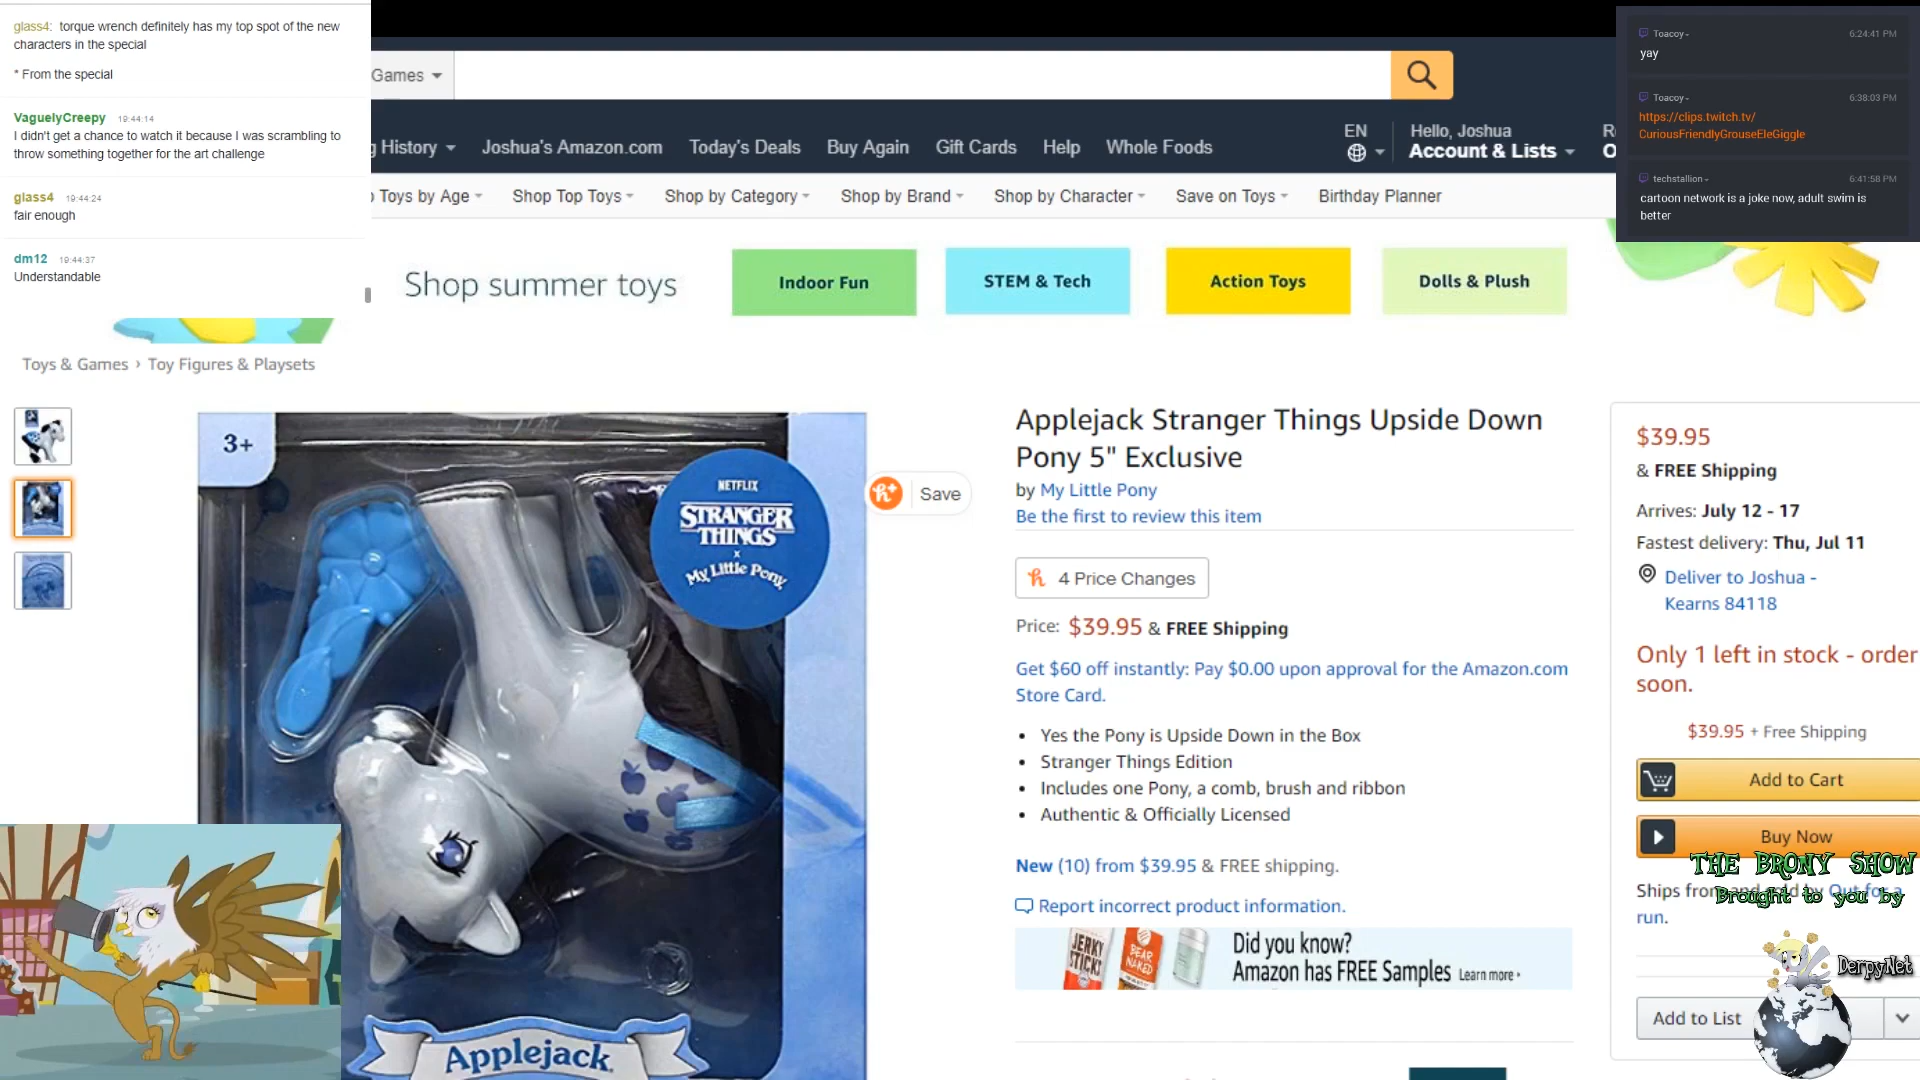 glass4: torque wrench definitely has my top spot of the new
characters in the special
* From the special
VaguelyCreepy 19:44:14
I didn't get a chance to watch it because I was scrambling to
throw something together for the art challenge
glass4 19:44:24
fair enough
dm12 19:44:37
Understandable
Games
History
Joshua's Amazon.com
Today's Deals
Buy Again
Gift Cards
Help
Whole Foods
EN
Hello, Joshua
Account & Lists
Toys by Age
Shop Top Toys
Shop by Category
Shop by Brand
Shop by Character
Save on Toys
Birthday Planner
Toacoy 6:24:41 PM
yay
Toacoy 6:38:03 PM
https://clips.twitch.tv/
CuriousFriendlyGrouseEleGiggle
techstallion 6:41:58 PM
cartoon network is a joke now, adult swim is
better
Shop summer toys
Indoor Fun
STEM & Tech
Action Toys
Dolls & Plush
Toys & Games › Toy Figures & Playsets
3+
NETFLIX
STRANGER
THINGS
x
My Little Pony
Applejack
Save
Applejack Stranger Things Upside Down
Pony 5" Exclusive
by My Little Pony
Be the first to review this item
4 Price Changes
Price: $39.95 & FREE Shipping
Get $60 off instantly: Pay $0.00 upon approval for the Amazon.com
Store Card.
• Yes the Pony is Upside Down in the Box
• Stranger Things Edition
• Includes one Pony, a comb, brush and ribbon
• Authentic & Officially Licensed
New (10) from $39.95 & FREE shipping.
Report incorrect product information.
JERKY
STICKS
BEAR
NAKED
Did you know?
Amazon has FREE Samples Learn more ›
$39.95
& FREE Shipping
Arrives: July 12 - 17
Fastest delivery: Thu, Jul 11
Deliver to Joshua -
Kearns 84118
Only 1 left in stock - order
soon.
$39.95 + Free Shipping
Add to Cart
Buy Now
THE BRONY SHOW
Brought to you by
Ships from and sold by Out for a
run.
DerpyNet
Add to List